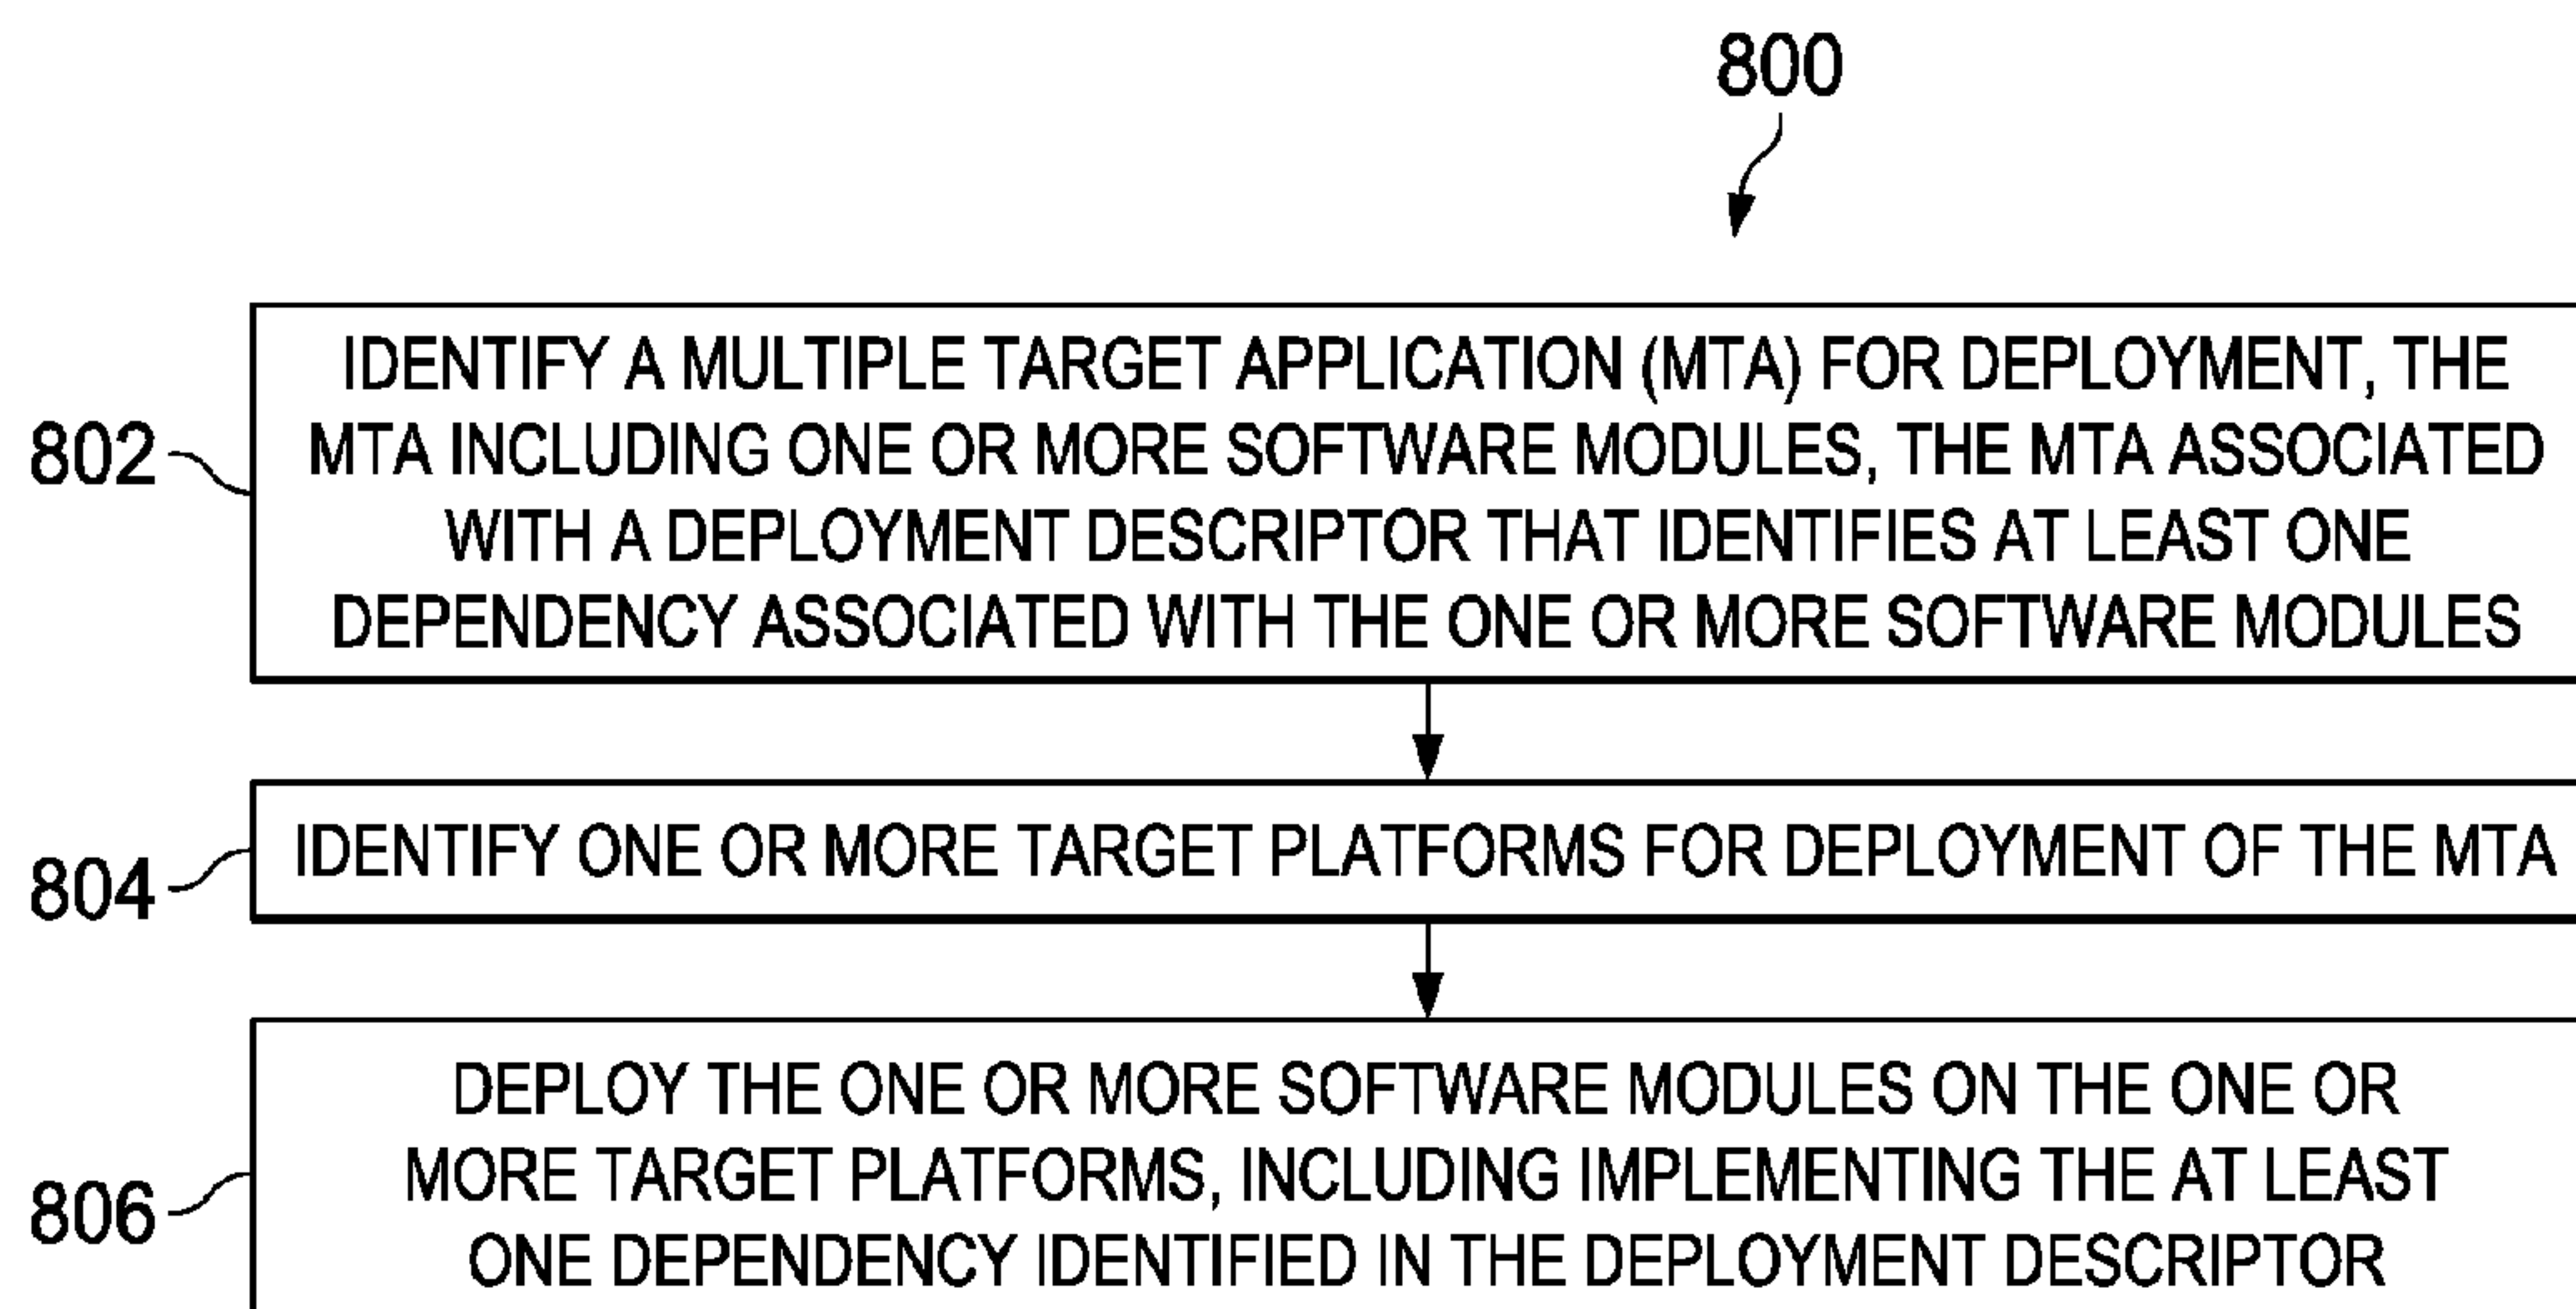 800
802
IDENTIFY A MULTIPLE TARGET APPLICATION (MTA) FOR DEPLOYMENT, THE
MTA INCLUDING ONE OR MORE SOFTWARE MODULES, THE MTA ASSOCIATED
WITH A DEPLOYMENT DESCRIPTOR THAT IDENTIFIES AT LEAST ONE
DEPENDENCY ASSOCIATED WITH THE ONE OR MORE SOFTWARE MODULES
804
IDENTIFY ONE OR MORE TARGET PLATFORMS FOR DEPLOYMENT OF THE MTA
806
DEPLOY THE ONE OR MORE SOFTWARE MODULES ON THE ONE OR
MORE TARGET PLATFORMS, INCLUDING IMPLEMENTING THE AT LEAST
ONE DEPENDENCY IDENTIFIED IN THE DEPLOYMENT DESCRIPTOR